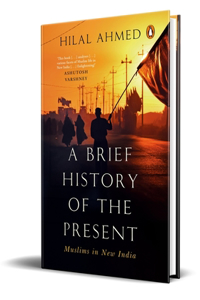 HILAL AHMED
ASHUTOSH
VARSHNEY
A BRIEF
HISTORY
OF THE
PRESENT
Muslims in New India